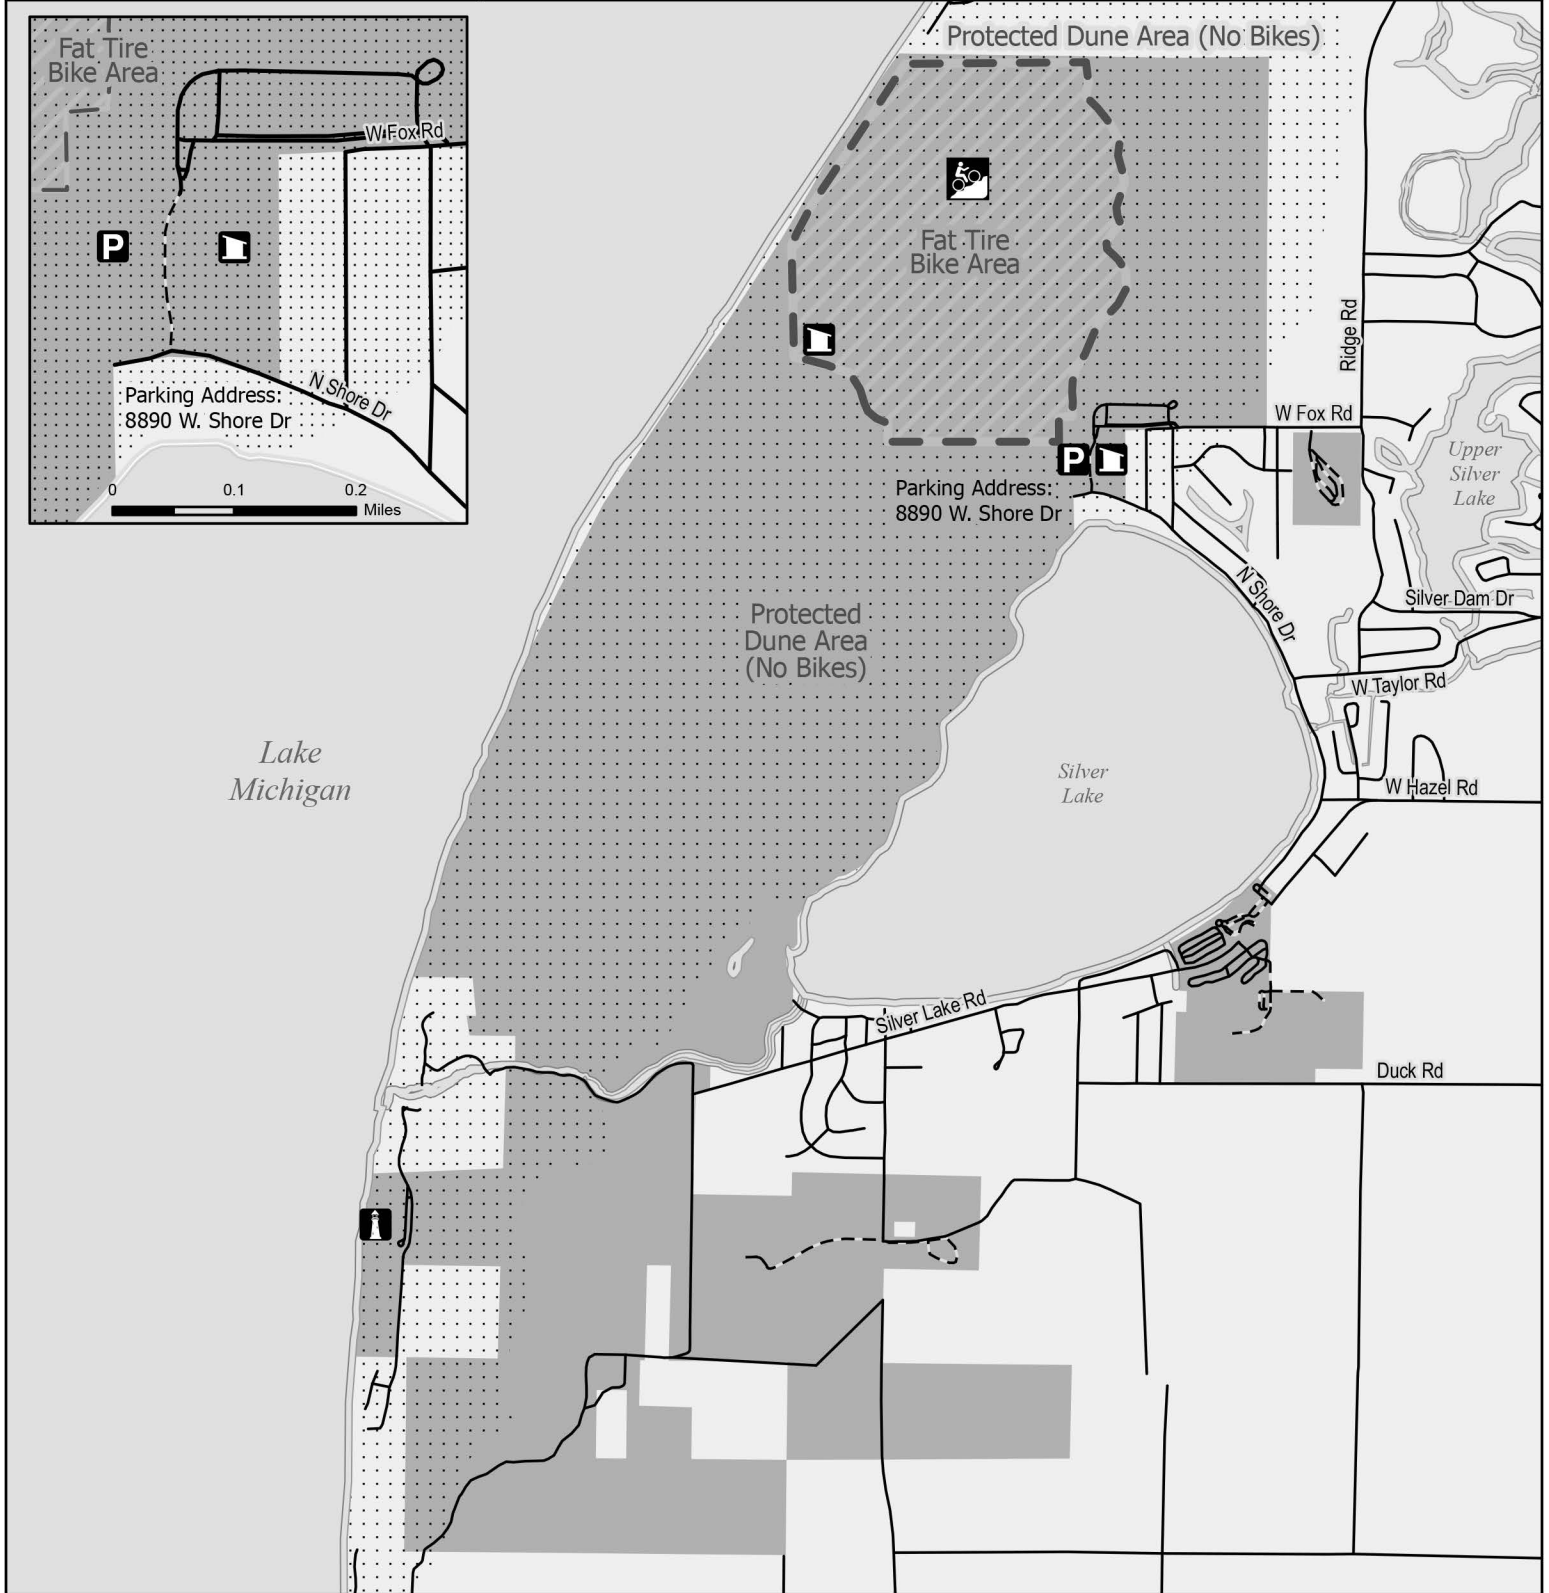 Fat Tire
Bike Area
W Fox Rd
P
N Shore Dr
Parking Address:
8890 W. Shore Dr
0 0.1 0.2
Miles
Protected Dune Area (No Bikes)
Fat Tire
Bike Area
Ridge Rd
W Fox Rd
P
Parking Address:
8890 W. Shore Dr
Upper
Silver
Lake
N Shore Dr
Silver Dam Dr
Protected
Dune Area
(No Bikes)
W Taylor Rd
Lake
Michigan
Silver
Lake
W Hazel Rd
Silver Lake Rd
Duck Rd